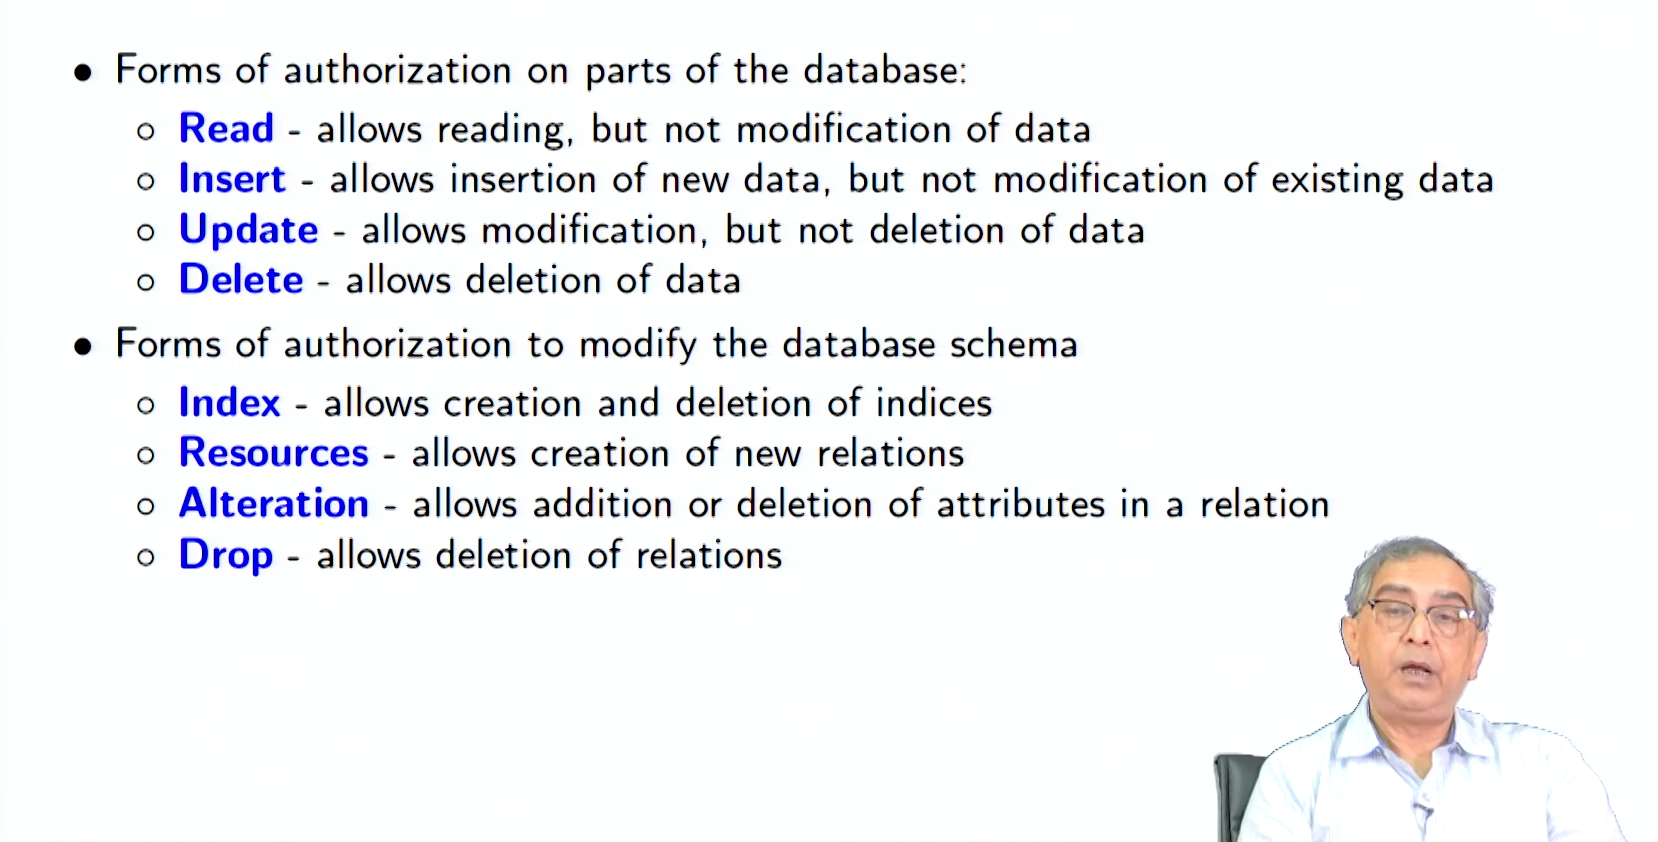 ● Forms of authorization on parts of the database:
○ Read - allows reading, but not modification of data
○ Insert - allows insertion of new data, but not modification of existing data
○ Update - allows modification, but not deletion of data
○ Delete - allows deletion of data
● Forms of authorization to modify the database schema
○ Index - allows creation and deletion of indices
○ Resources - allows creation of new relations
○ Alteration - allows addition or deletion of attributes in a relation
○ Drop - allows deletion of relations